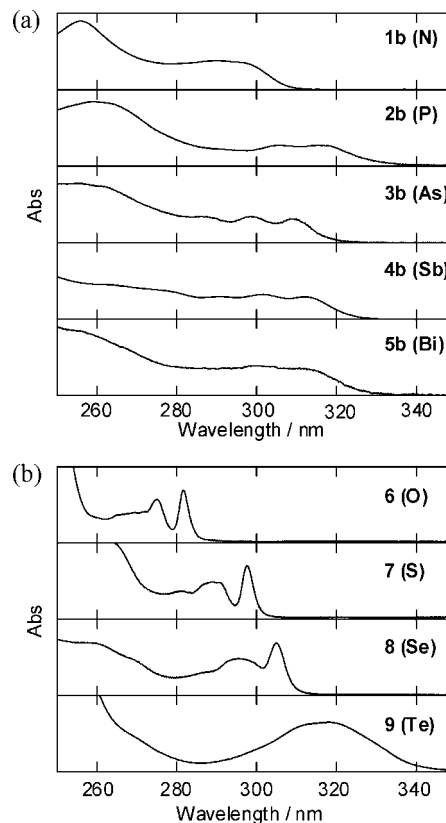 (a)
1b (N)
2b (P)
3b (As)
4b (Sb)
5b (Bi)
Abs
260 280 300 320 340
Wavelength / nm
(b)
6 (O)
7 (S)
8 (Se)
9 (Te)
Abs
260 280 300 320 340
Wavelength / nm